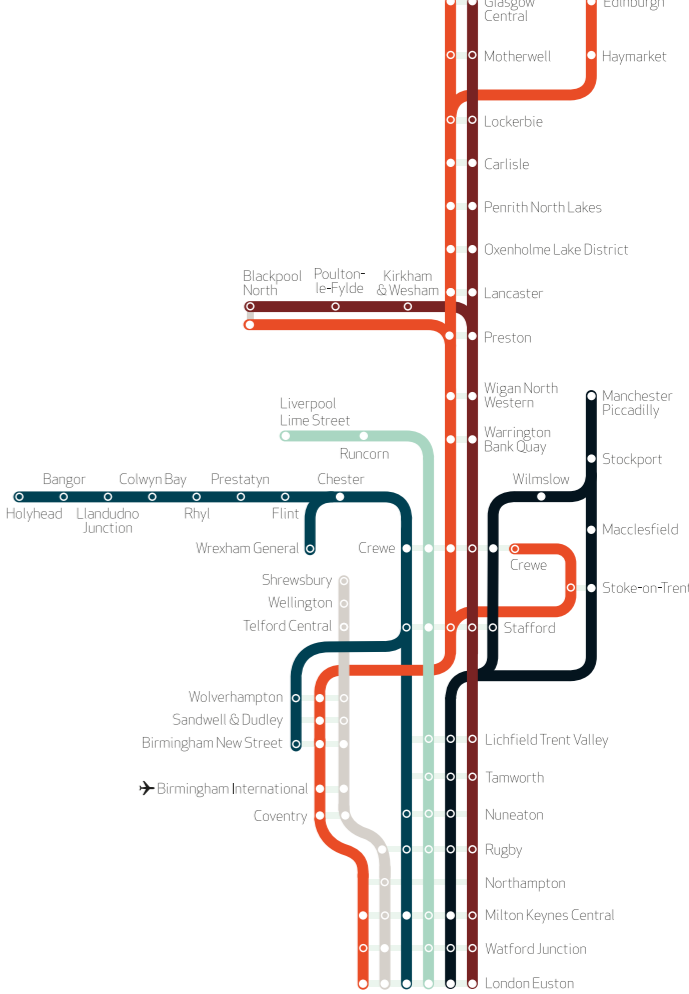 Glasgow
Central
Edinburgh
Motherwell
Haymarket
Lockerbie
Carlisle
Penrith North Lakes
Oxenholme Lake District
Blackpool
North
Poulton-
le-Fylde
Kirkham
& Wesham
Lancaster
Preston
Wigan North
Western
Manchester
Piccadilly
Liverpool
Lime Street
Warrington
Bank Quay
Runcorn
Stockport
Bangor
Colwyn Bay
Prestatyn
Chester
Wilmslow
Holyhead
Llandudno
Junction
Rhyl
Flint
Macclesfield
Wrexham General
Crewe
Crewe
Shrewsbury
Stoke-on-Trent
Wellington
Telford Central
Stafford
Wolverhampton
Sandwell & Dudley
Birmingham New Street
Lichfield Trent Valley
Tamworth
Birmingham International
Coventry
Nuneaton
Rugby
Northampton
Milton Keynes Central
Watford Junction
London Euston